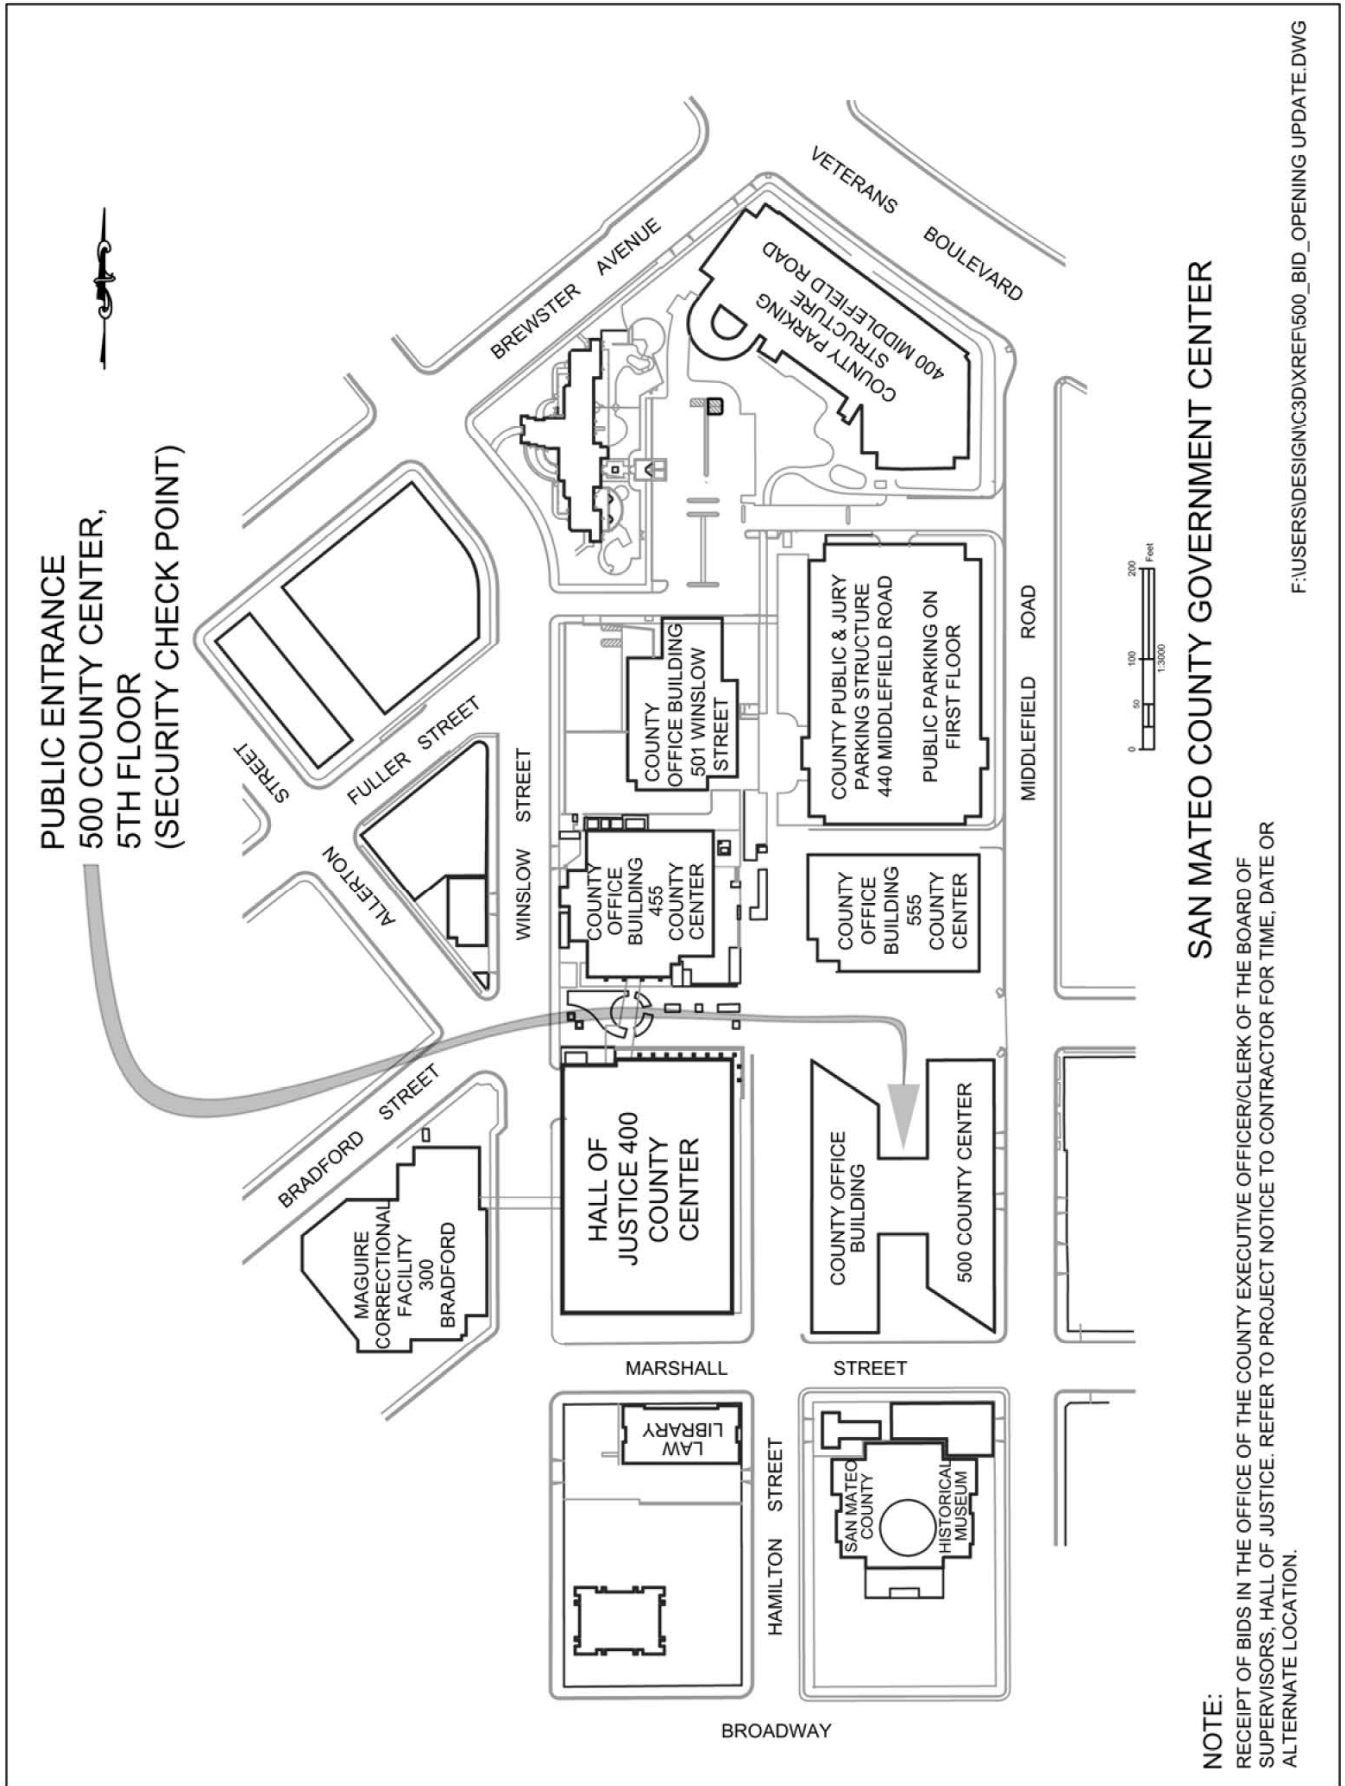 PUBLIC ENTRANCE
500 COUNTY CENTER,
5TH FLOOR
(SECURITY CHECK POINT)
BREWSTER AVENUE
VETERANS BOULEVARD
COUNTY PARKING
STRUCTURE
400 MIDDLEFIELD ROAD
STREET
FULLER STREET
ALLERTON
WINSLOW STREET
COUNTY
OFFICE BUILDING
501 WINSLOW
STREET
COUNTY PUBLIC & JURY
PARKING STRUCTURE
440 MIDDLEFIELD ROAD
PUBLIC PARKING ON
FIRST FLOOR
MIDDLEFIELD ROAD
COUNTY
OFFICE
BUILDING
455
COUNTY
CENTER
COUNTY
OFFICE
BUILDING
555
COUNTY
CENTER
BRADFORD STREET
MAGUIRE
CORRECTIONAL
FACILITY
300
BRADFORD
HALL OF
JUSTICE 400
COUNTY
CENTER
COUNTY OFFICE
BUILDING
500 COUNTY CENTER
MARSHALL STREET
LAW
LIBRARY
HAMILTON STREET
SAN MATEO
COUNTY
HISTORICAL
MUSEUM
BROADWAY
0 50 100 200
Feet
1:3000
SAN MATEO COUNTY GOVERNMENT CENTER
NOTE:
RECEIPT OF BIDS IN THE OFFICE OF THE COUNTY EXECUTIVE OFFICER/CLERK OF THE BOARD OF
SUPERVISORS, HALL OF JUSTICE. REFER TO PROJECT NOTICE TO CONTRACTOR FOR TIME, DATE OR
ALTERNATE LOCATION.
F:\USERS\DESIGN\C3D\XREF\500_BID_OPENING UPDATE.DWG